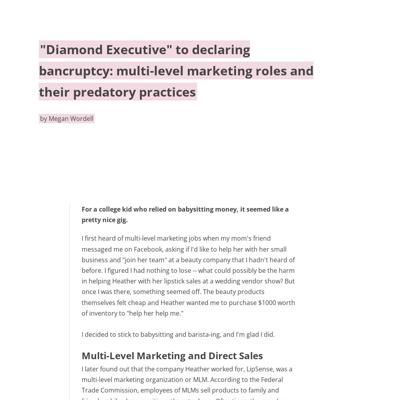 "Diamond Executive" to declaring
bankruptcy: multi-level marketing roles and
their predatory practices
by Megan Wordell
For a college kid who relied on babysitting money, it seemed like a
pretty nice gig.
I first heard of multi-level marketing jobs when my mom's friend
messaged me on Facebook, asking if I'd like to help her with her small
business and "join her team" at a beauty company that I hadn't heard of
before. I figured I had nothing to lose -- what could possibly be the harm
in helping Heather with her lipstick sales at a wedding vendor show? But
once I was there, something seemed off. The beauty products
themselves felt cheap and Heather wanted me to purchase $1000 worth
of inventory to "help her help me."
I decided to stick to babysitting and barista-ing, and I'm glad I did.
Multi-Level Marketing and Direct Sales
I later found out that the company Heather worked for, LipSense, was a
multi-level marketing organization or MLM. According to the Federal
Trade Commission, employees of MLMs sell products to family and